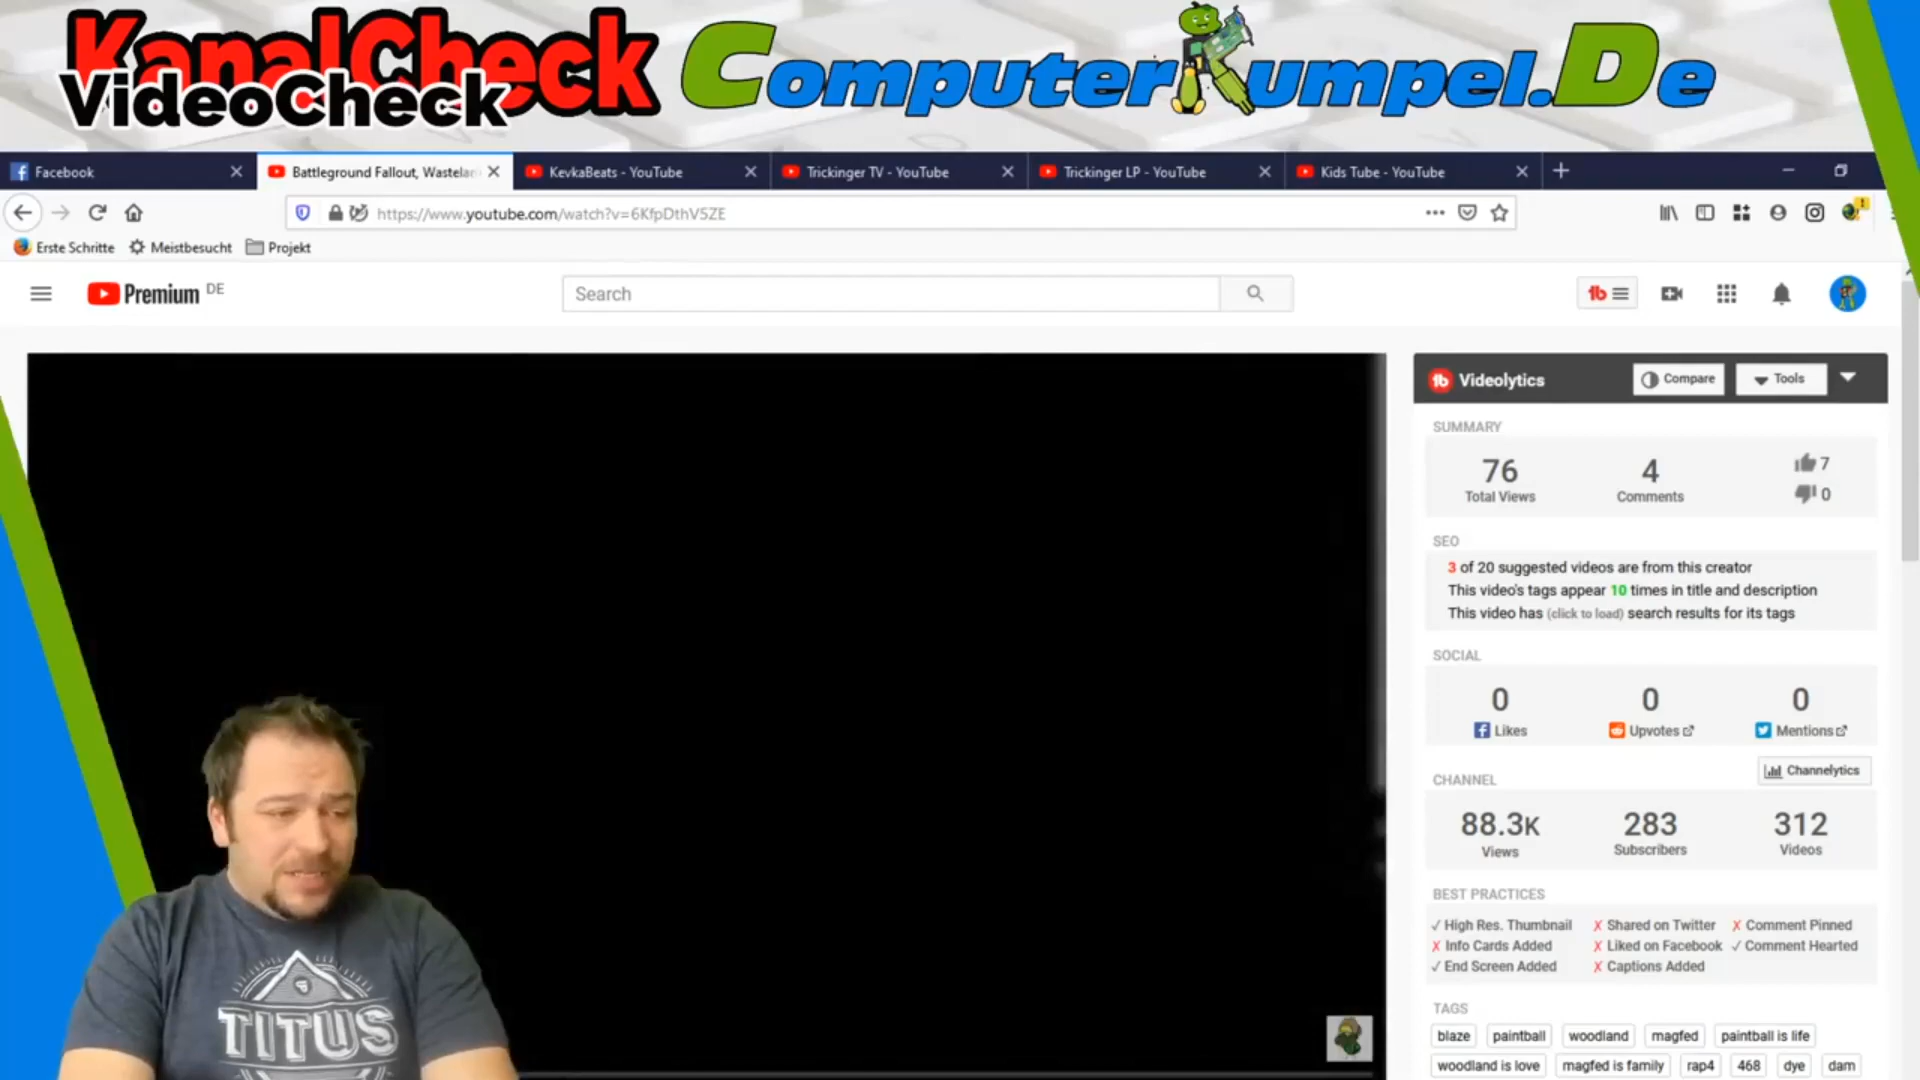 KanalCheck
VideoCheck
ComputerRumpel.De
Facebook
Battleground Fallout, Wastelan
KevkaBeats - YouTube
Trickinger TV - YouTube
Trickinger LP - YouTube
Kids Tube - YouTube
https://www.youtube.com/watch?v=6KfpDthVSZE
Erste Schritte
Meistbesucht
Projekt
Premium DE
Search
Videolytics
Compare
Tools
SUMMARY
76 4 7
Total Views Comments 0
SEO
3 of 20 suggested videos are from this creator
This video's tags appear 10 times in title and description
This video has (click to load) search results for its tags
SOCIAL
0 0 0
Likes Upvotes Mentions
CHANNEL Channelytics
88.3K 283 312
Views Subscribers Videos
BEST PRACTICES
✓ High Res. Thumbnail ✗ Shared on Twitter ✗ Comment Pinned
✗ Info Cards Added ✗ Liked on Facebook ✓ Comment Hearted
✓ End Screen Added ✗ Captions Added
TAGS
blaze paintball woodland magfed paintball is life
woodland is love magfed is family rap4 468 dye dam
TITUS